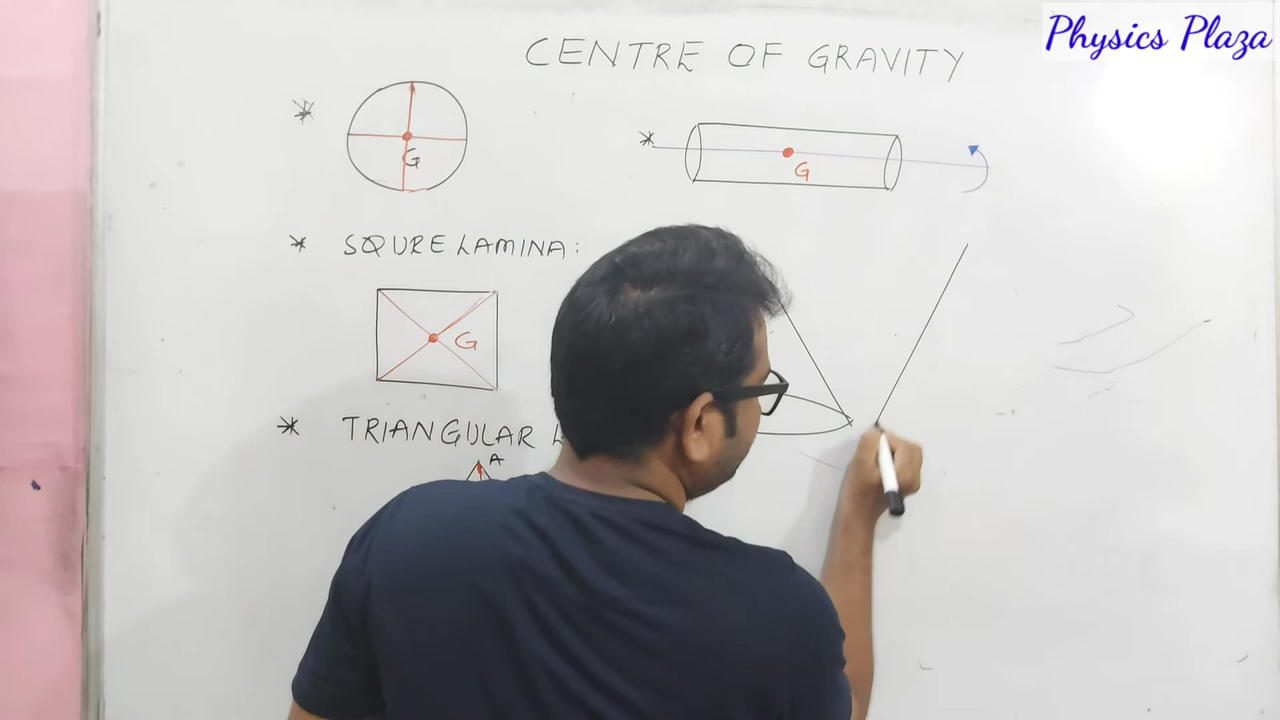 Physics Plaza
CENTRE OF GRAVITY
*
G
*
G
* SQURE LAMINA:
G
* TRIANGULAR
A